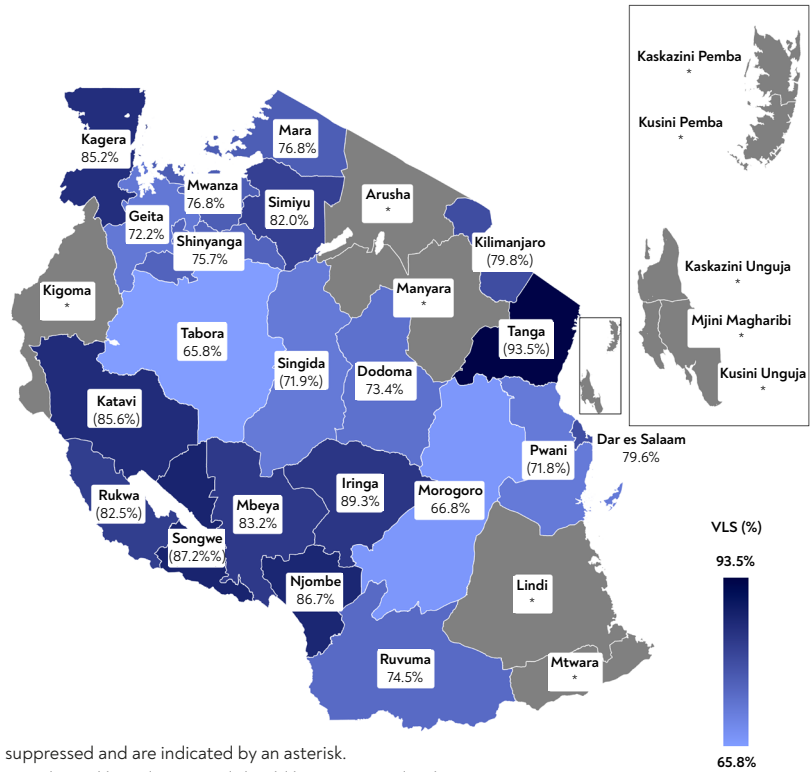 Kaskazini Pemba
*
Kusini Pemba
*
Kagera
85.2%
Mara
76.8%
Mwanza
76.8%
Simiyu
82.0%
Arusha
*
Geita
72.2%
Shinyanga
75.7%
Kilimanjaro
(79.8%)
Kaskazini Unguja
*
Kigoma
*
Manyara
*
Mjini Magharibi
*
Tabora
65.8%
Tanga
(93.5%)
Singida
(71.9%)
Dodoma
73.4%
Kusini Unguja
*
Katavi
(85.6%)
Dar es Salaam
79.6%
Pwani
(71.8%)
Rukwa
(82.5%)
Iringa
89.3%
Morogoro
66.8%
Mbeya
83.2%
Songwe
(87.2%%)
VLS (%)
93.5%
Njombe
86.7%
Lindi
*
Ruvuma
74.5%
Mtwara
*
65.8%
suppressed and are indicated by an asterisk.